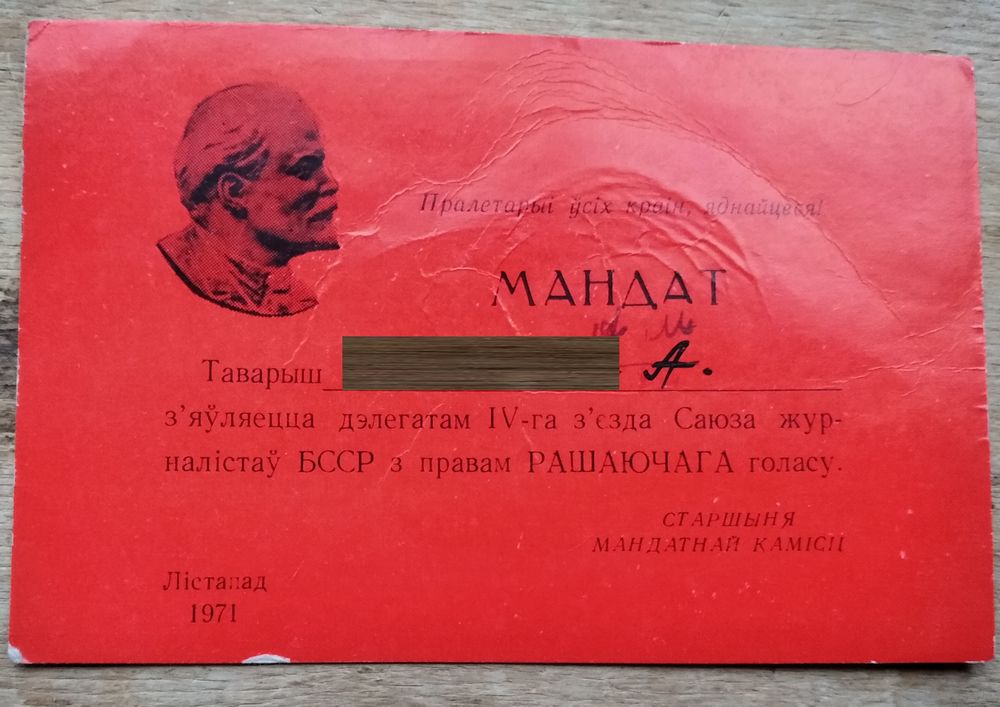 Пралетарыі ўсіх краін, яднайцеся!
МАНДАТ
Таварыш А.
з'яўляецца дэлегатам IV-га з'езда Саюза жур-
налістаў БССР з правам РАШАЮЧАГА голасу.
СТАРШЫНЯ
МАНДАТНАЙ КАМІСІІ
Лістапад
1971